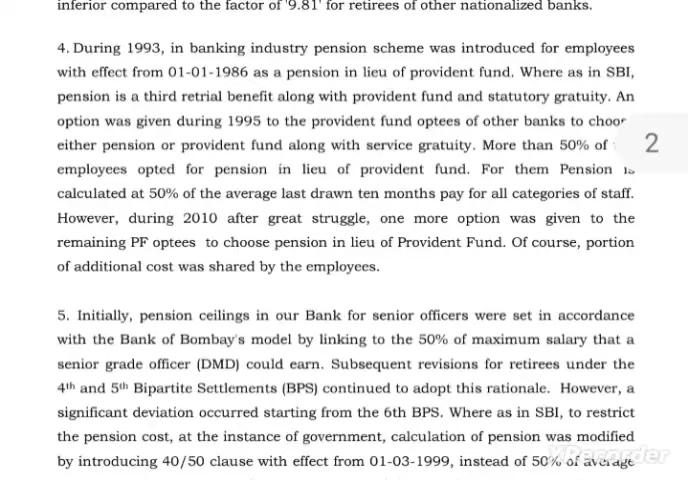 inferior compared to the factor of '9.81' for retirees of other nationalized banks.
4. During 1993, in banking industry pension scheme was introduced for employees
with effect from 01-01-1986 as a pension in lieu of provident fund. Where as in SBI,
pension is a third retrial benefit along with provident fund and statutory gratuity. An
option was given during 1995 to the provident fund optees of other banks to choo
either pension or provident fund along with service gratuity. More than 50% of
2
employees opted for pension in lieu of provident fund. For them Pension is
calculated at 50% of the average last drawn ten months pay for all categories of staff.
However, during 2010 after great struggle, one more option was given to the
remaining PF optees to choose pension in lieu of Provident Fund. Of course, portion
of additional cost was shared by the employees.
5. Initially, pension ceilings in our Bank for senior officers were set in accordance
with the Bank of Bombay's model by linking to the 50% of maximum salary that a
senior grade officer (DMD) could earn. Subsequent revisions for retirees under the
4th and 5th Bipartite Settlements (BPS) continued to adopt this rationale. However, a
significant deviation occurred starting from the 6th BPS. Where as in SBI, to restrict
the pension cost, at the instance of government, calculation of pension was modified
by introducing 40/50 clause with effect from 01-03-1999, instead of 50% of average
XRecorder